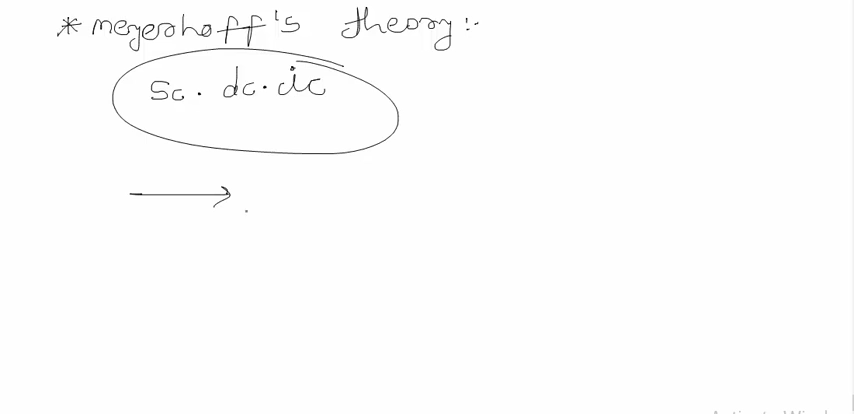 * meyerhoff's theory :-
sc . dc . ic